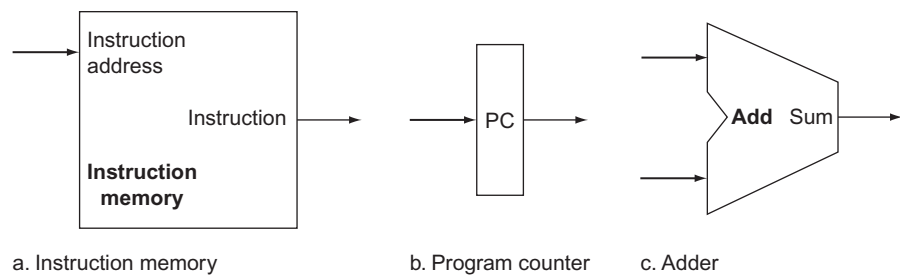 Instruction
address
Instruction
Instruction
memory
PC
Add Sum
a. Instruction memory
b. Program counter
c. Adder